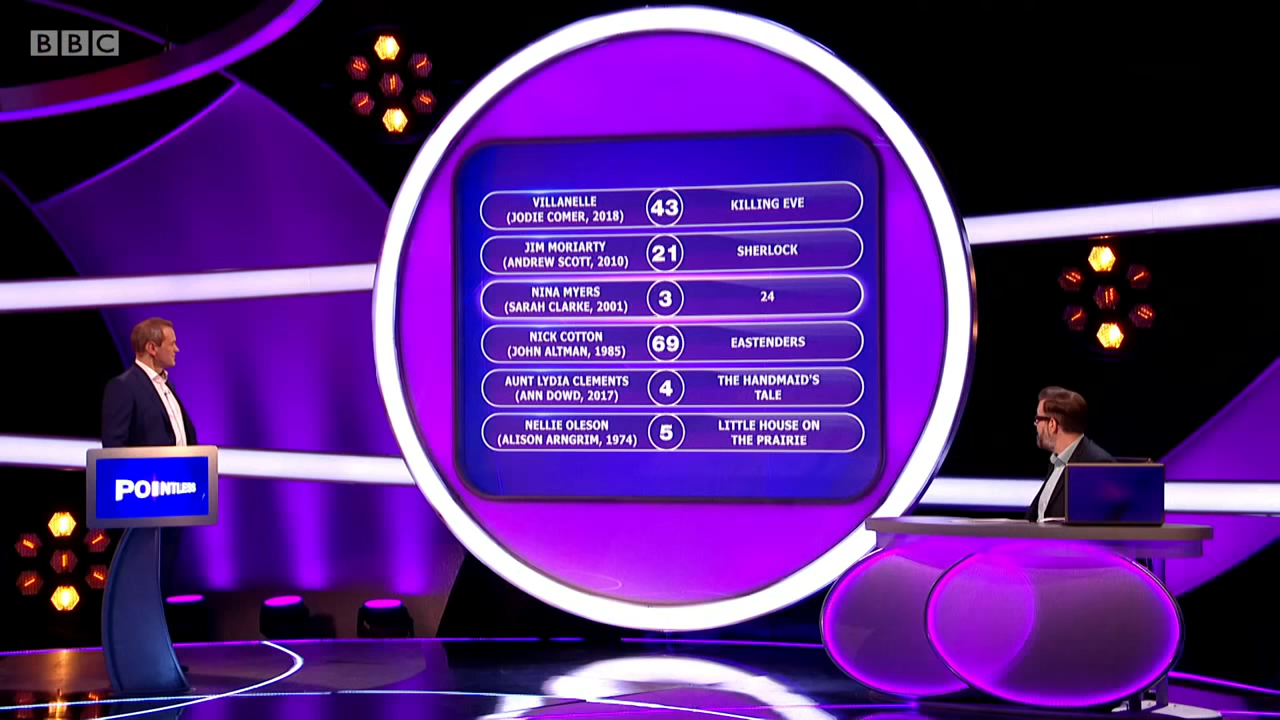 BBC
VILLANELLE
(JODIE COMER, 2018)
43
KILLING EVE
JIM MORIARTY
(ANDREW SCOTT, 2010)
21
SHERLOCK
NINA MYERS
(SARAH CLARKE, 2001)
3
24
NICK COTTON
(JOHN ALTMAN, 1985)
69
EASTENDERS
AUNT LYDIA CLEMENTS
(ANN DOWD, 2017)
4
THE HANDMAID'S
TALE
NELLIE OLESON
(ALISON ARNGRIM, 1974)
5
LITTLE HOUSE ON
THE PRAIRIE
POINTLESS